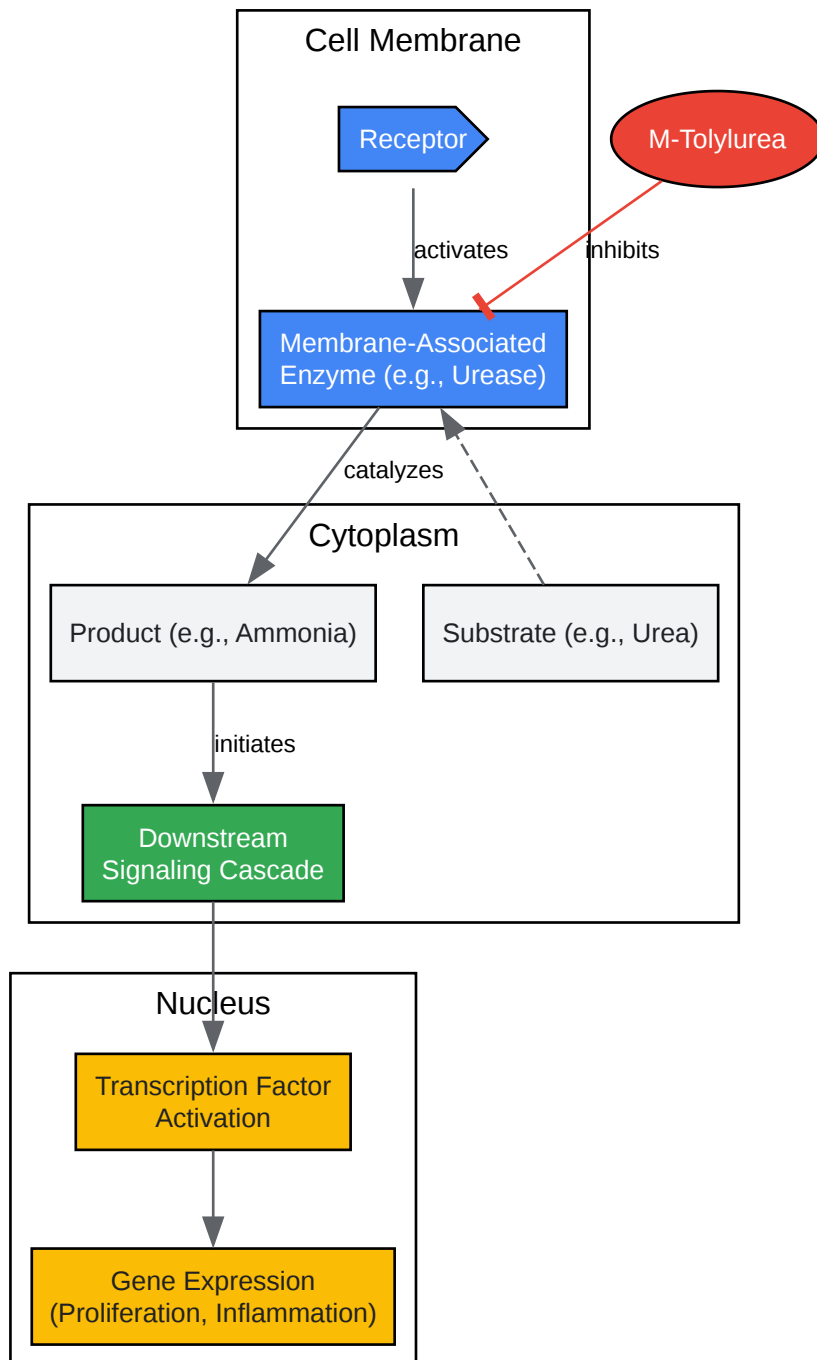 Cell Membrane
Receptor
M-Tolylurea
activates
inhibits
Membrane-Associated
Enzyme (e.g., Urease)
catalyzes
Cytoplasm
Product (e.g., Ammonia)
Substrate (e.g., Urea)
initiates
Downstream
Signaling Cascade
Nucleus
Transcription Factor
Activation
Gene Expression
(Proliferation, Inflammation)